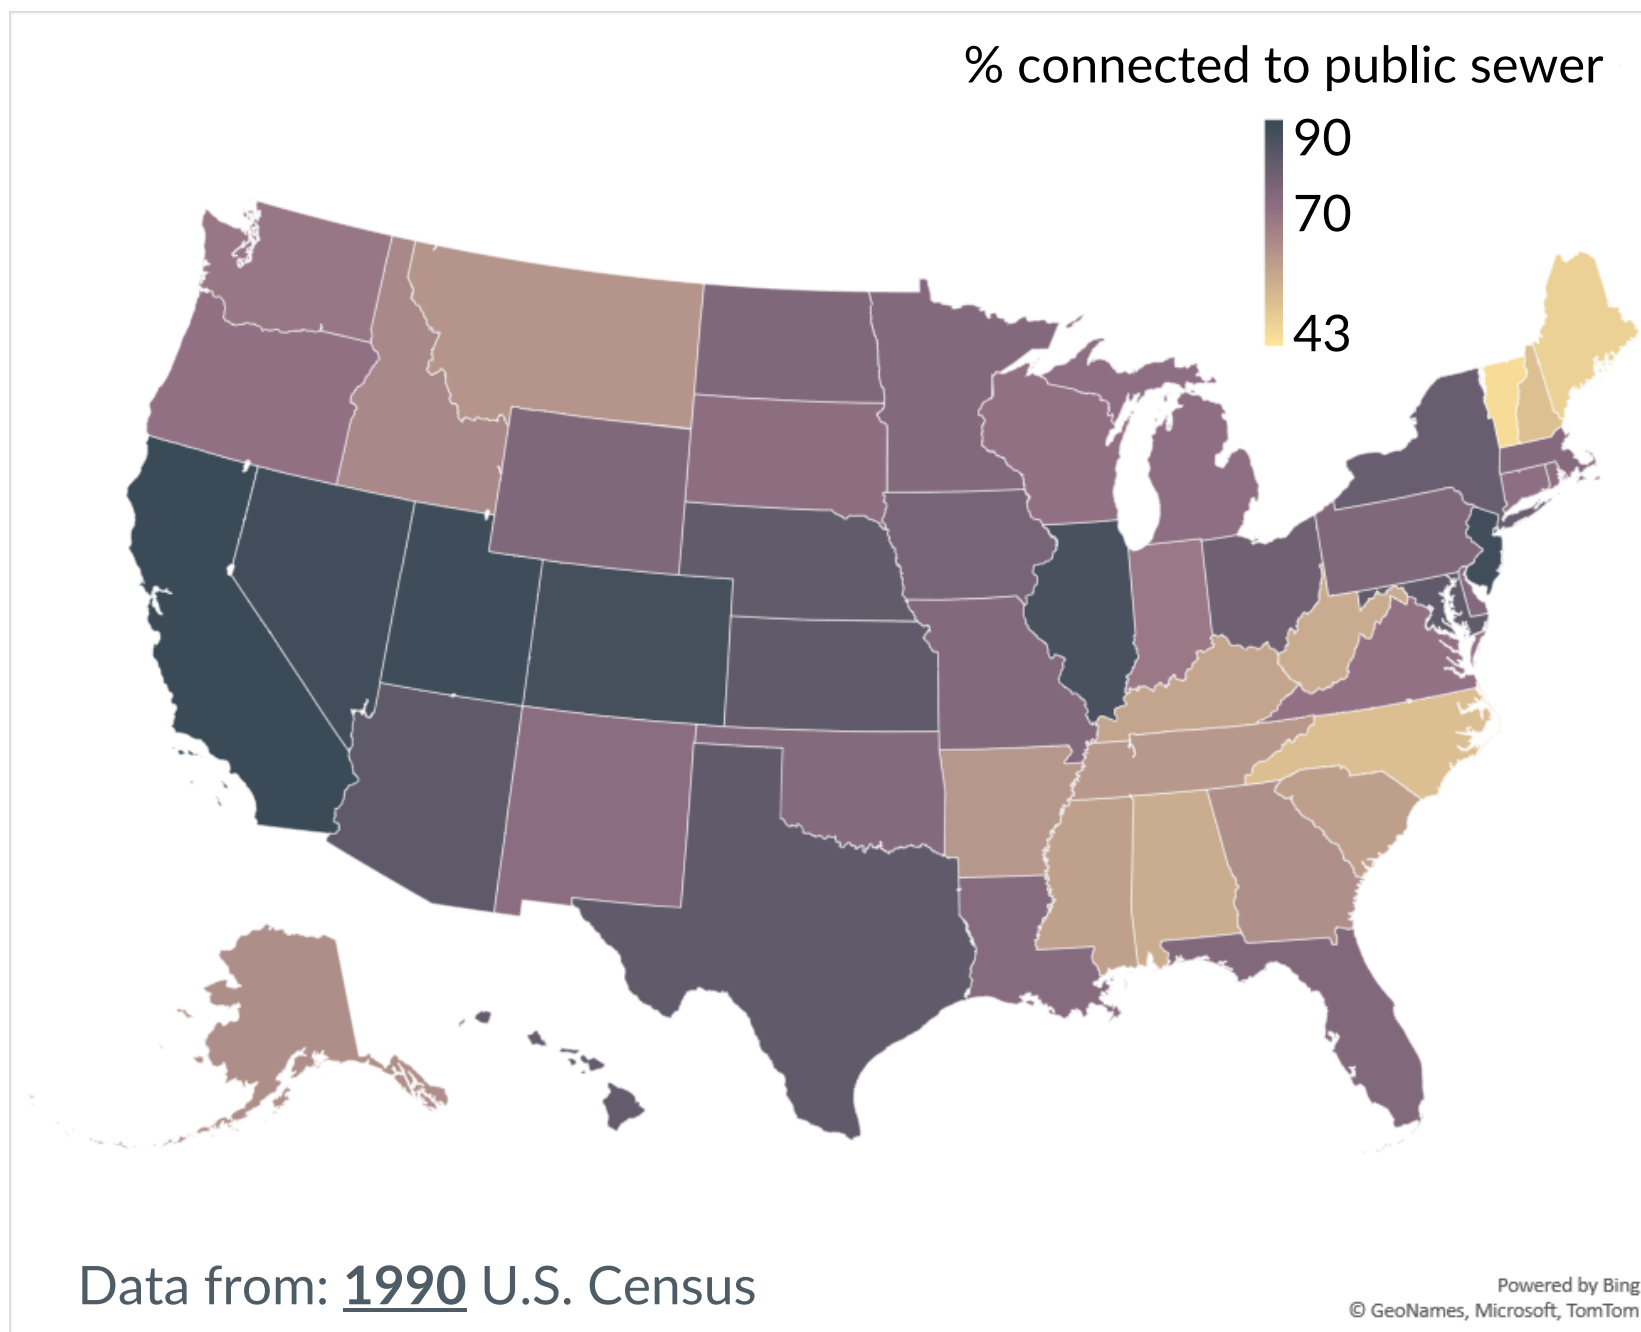 % connected to public sewer
90
70
43
Data from: 1990 U.S. Census
Powered by Bing
© GeoNames, Microsoft, TomTom